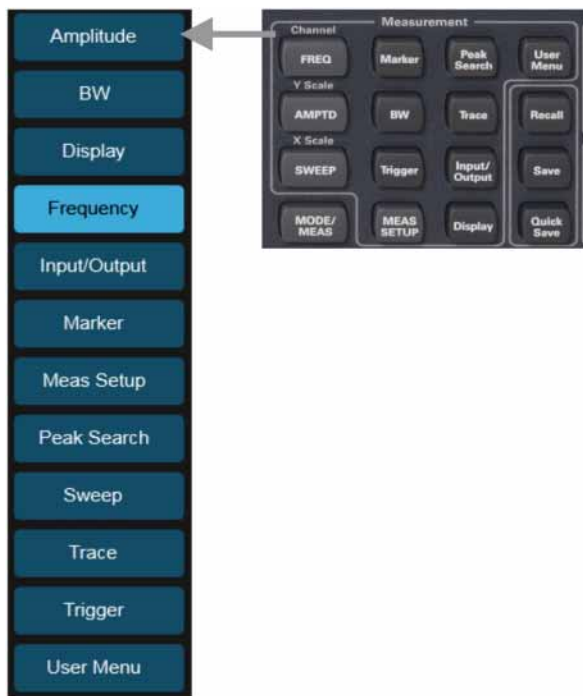 Amplitude
BW
Display
Frequency
Input/Output
Marker
Meas Setup
Peak Search
Sweep
Trace
Trigger
User Menu
Measurement
Channel
FREQ
Marker
Peak
Search
User
Menu
Y Scale
AMPTD
BW
Trace
Recall
X Scale
SWEEP
Trigger
Input/
Output
Save
MODE/
MEAS
MEAS
SETUP
Display
Quick
Save